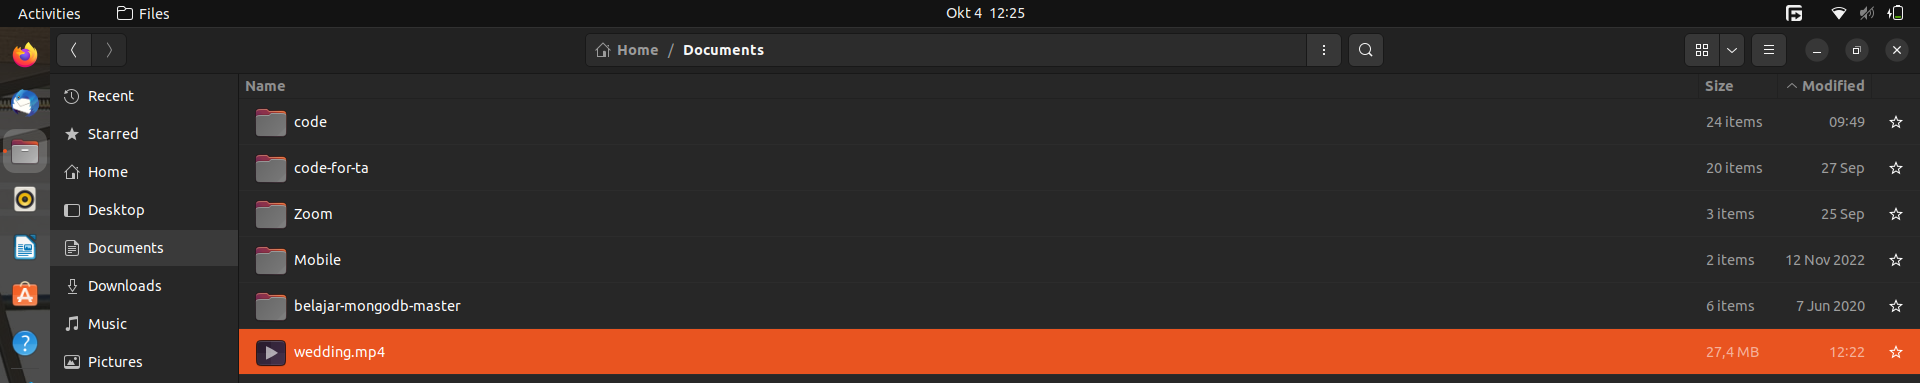 Activities Files Okt 4 12:25
Home / Documents
Name Size Modified
Recent
Starred
Home
Desktop
Documents
Downloads
Music
Pictures
code 24 items 09:49
code-for-ta 20 items 27 Sep
Zoom 3 items 25 Sep
Mobile 2 items 12 Nov 2022
belajar-mongodb-master 6 items 7 Jun 2020
wedding.mp4 27,4 MB 12:22